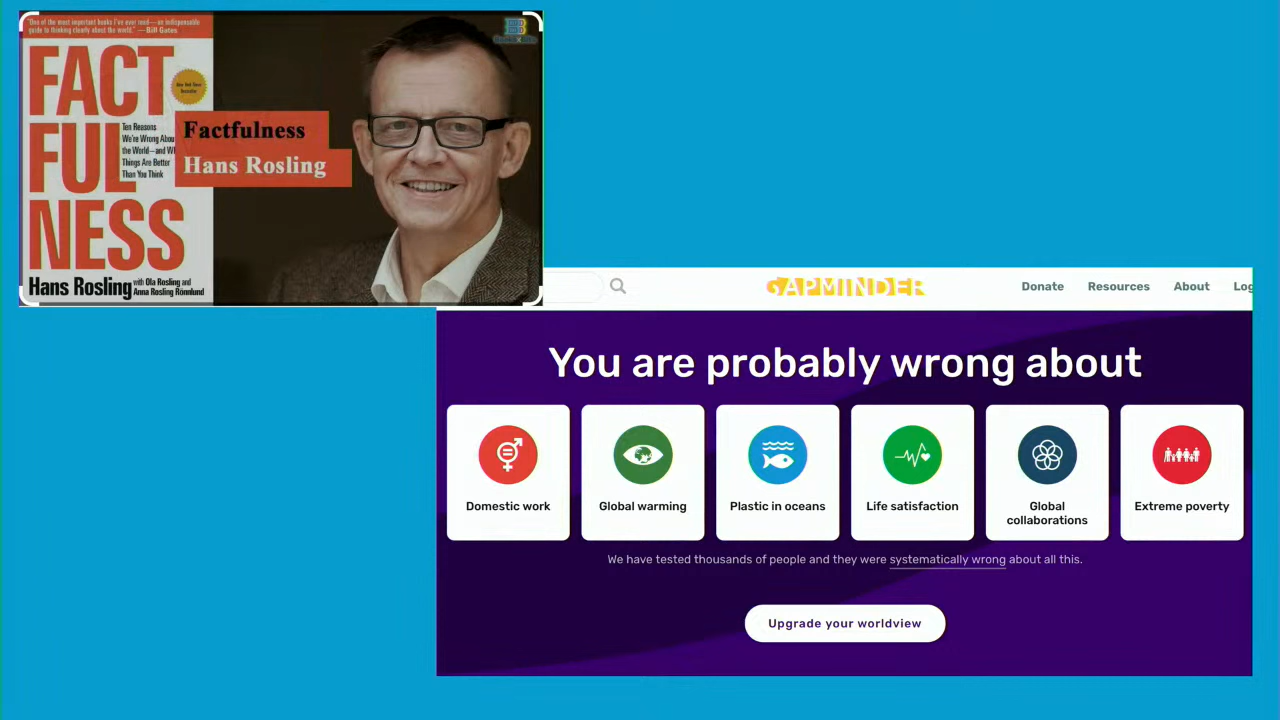 "One of the most important books I've ever read—an indispensable
guide to thinking clearly about the world." — Bill Gates
FACT
FUL
NESS
Ten Reasons
We're Wrong Abou
the World—and W
Things Are Better
Than You Think
Factfulness
Hans Rosling
Hans Rosling with Ola Rosling and
Anna Rosling Rönnlund
GAPMINDER
Donate Resources About Log
You are probably wrong about
Domestic work
Global warming
Plastic in oceans
Life satisfaction
Global
collaborations
Extreme poverty
We have tested thousands of people and they were systematically wrong about all this.
Upgrade your worldview